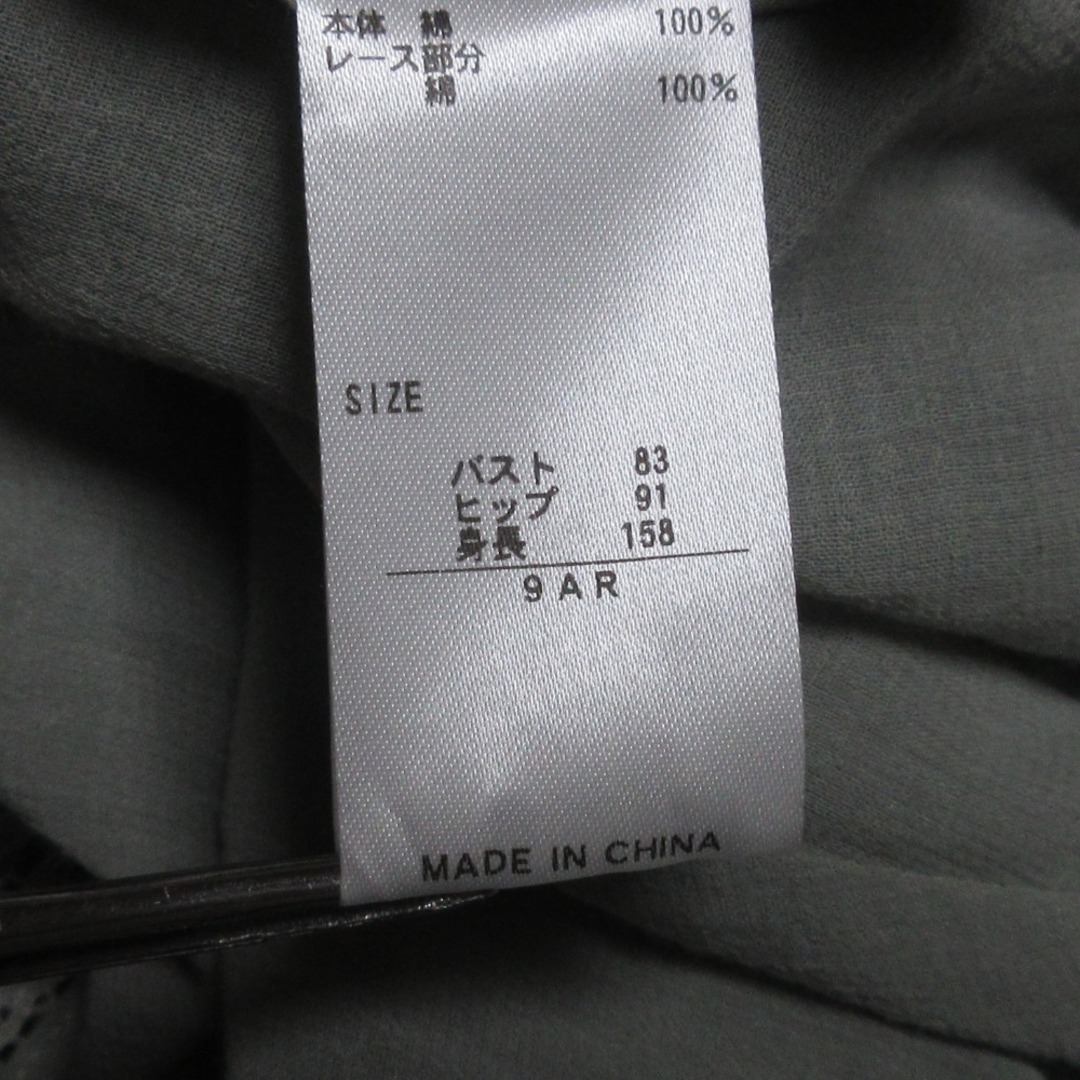 本体 綿 100%
レース部分
綿 100%
SIZE
バスト 83
ヒップ 91
身長 158
9AR
MADE IN CHINA